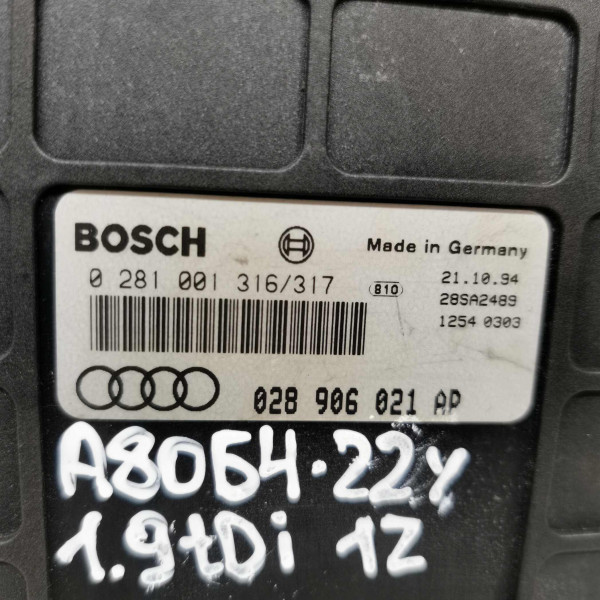 BOSCH
Made in Germany
0 281 001 316/317
810
21.10.94
28SA2489
1254 0303
028 906 021 AP
A8064.22y
1.9tDi 1Z